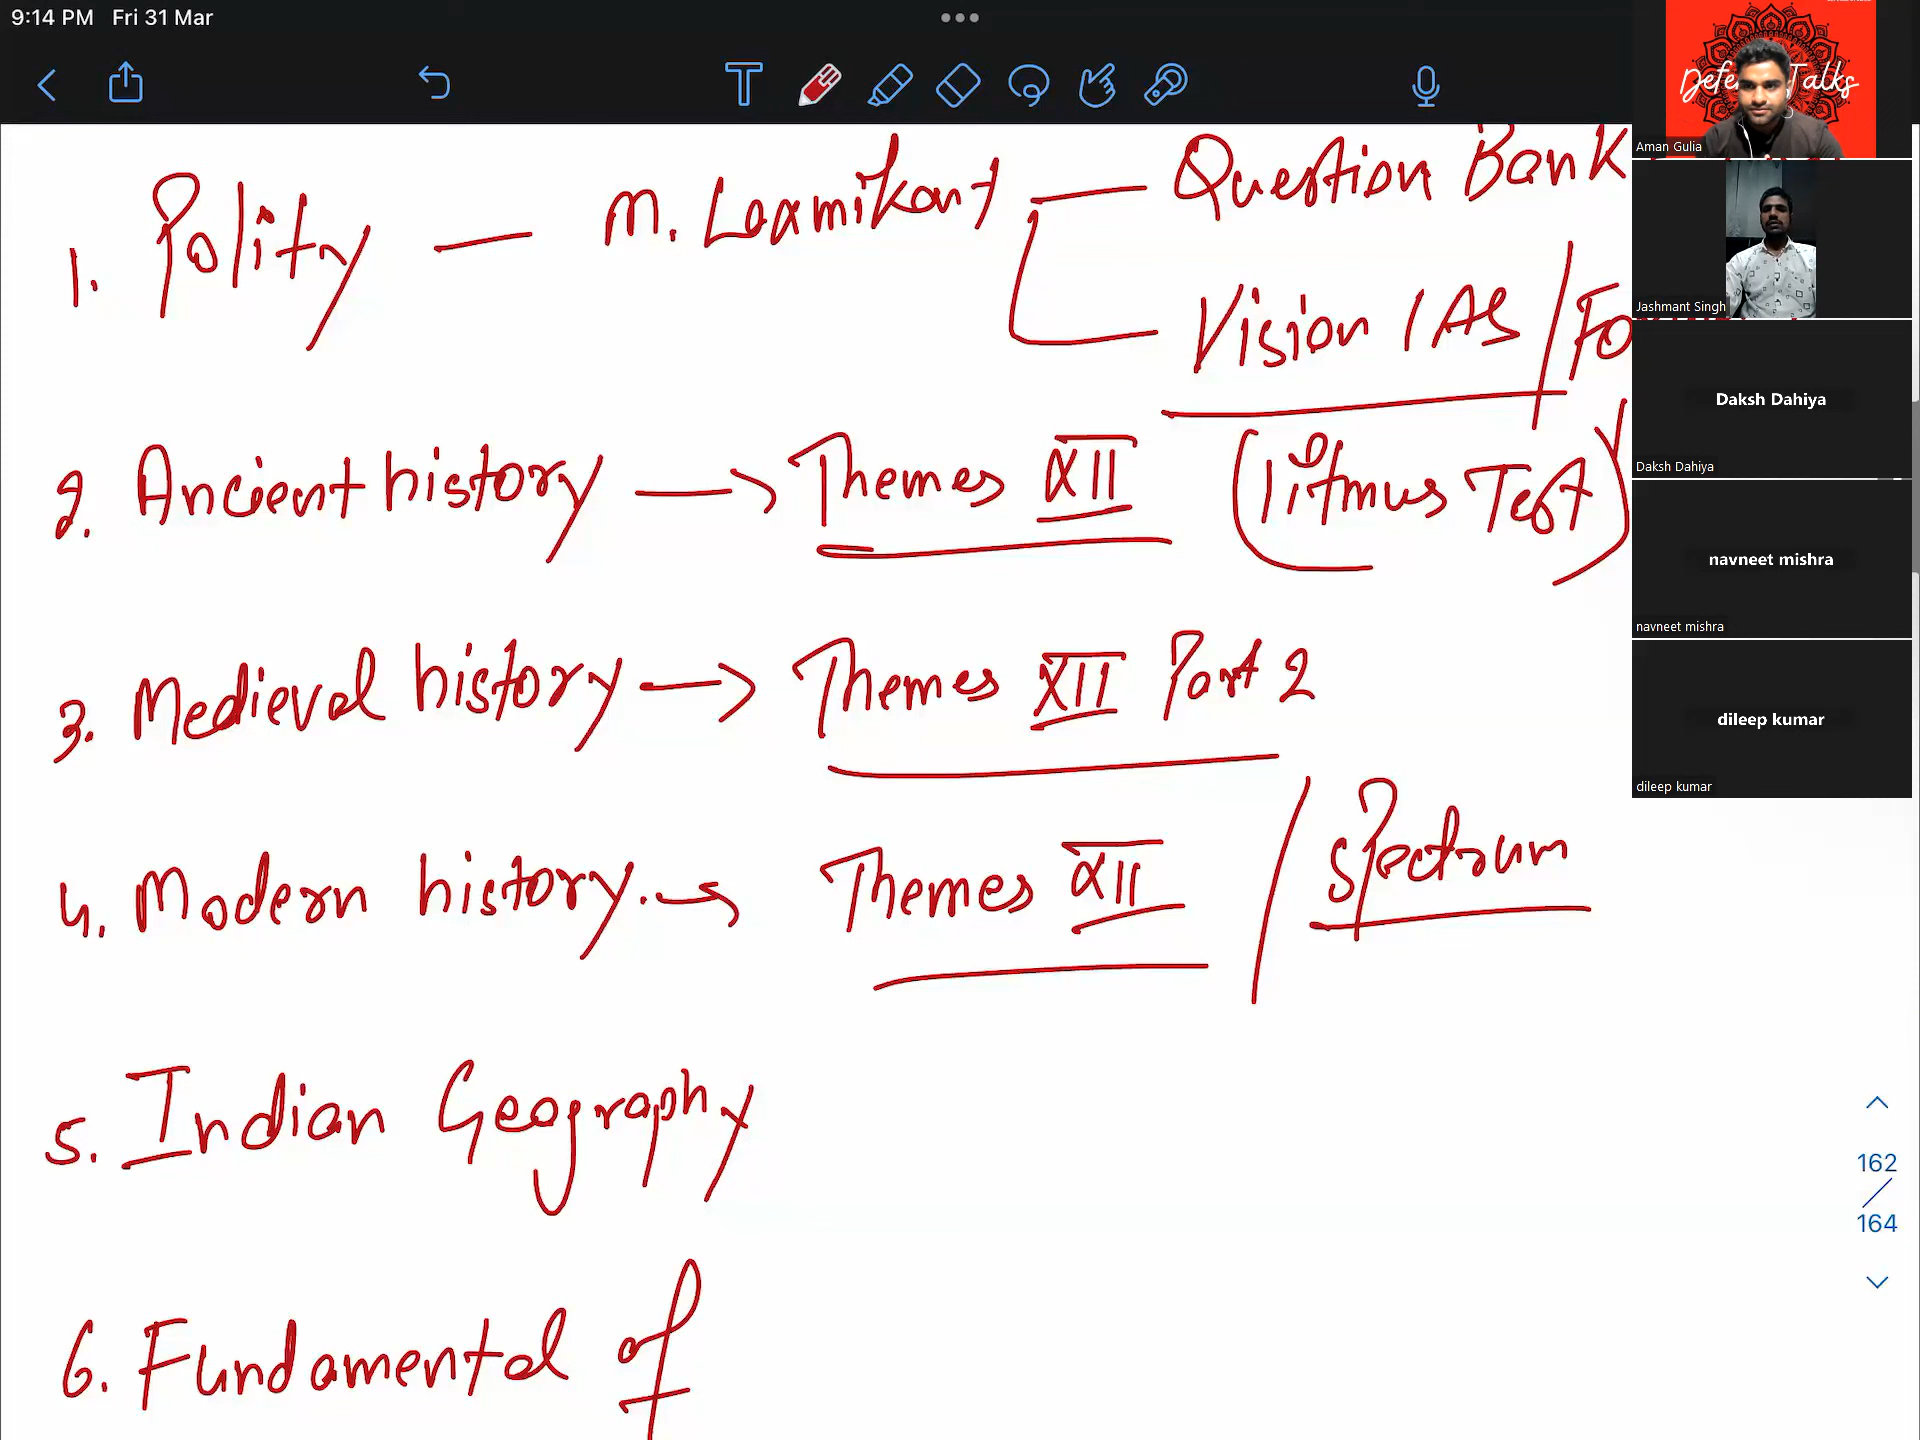 9:14 PM Fri 31 Mar
Defe Talks
Aman Gulia
1. Polity — M. Laxmikant — Question Bank
Vision IAS / Fo
Jashmant Singh
Daksh Dahiya
Daksh Dahiya
2. Ancient history → Themes XII (litmus Test)
navneet mishra
navneet mishra
3. Medieval history → Themes XII Part 2
dileep kumar
dileep kumar
4. Modern history. → Themes XII / Spectrum
5. Indian Geography
162
/
164
6. Fundamental of